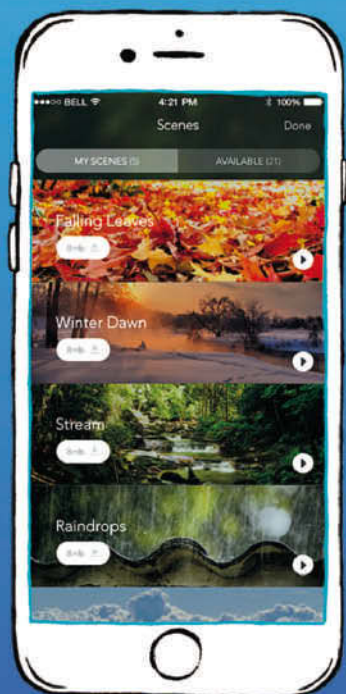 BELL 4:21 PM 100%
Scenes Done
MY SCENES (5) AVAILABLE (21)
Falling Leaves
Winter Dawn
Stream
Raindrops